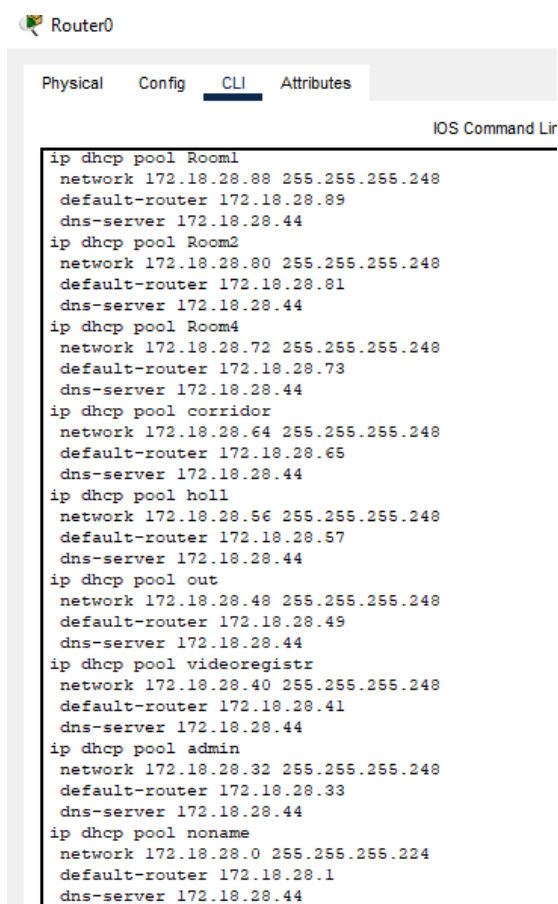 Router0
Physical Config CLI Attributes
IOS Command Lin
ip dhcp pool Room1
network 172.18.28.88 255.255.255.248
default-router 172.18.28.89
dns-server 172.18.28.44
ip dhcp pool Room2
network 172.18.28.80 255.255.255.248
default-router 172.18.28.81
dns-server 172.18.28.44
ip dhcp pool Room4
network 172.18.28.72 255.255.255.248
default-router 172.18.28.73
dns-server 172.18.28.44
ip dhcp pool corridor
network 172.18.28.64 255.255.255.248
default-router 172.18.28.65
dns-server 172.18.28.44
ip dhcp pool holl
network 172.18.28.56 255.255.255.248
default-router 172.18.28.57
dns-server 172.18.28.44
ip dhcp pool out
network 172.18.28.48 255.255.255.248
default-router 172.18.28.49
dns-server 172.18.28.44
ip dhcp pool videoregistr
network 172.18.28.40 255.255.255.248
default-router 172.18.28.41
dns-server 172.18.28.44
ip dhcp pool admin
network 172.18.28.32 255.255.255.248
default-router 172.18.28.33
dns-server 172.18.28.44
ip dhcp pool noname
network 172.18.28.0 255.255.255.224
default-router 172.18.28.1
dns-server 172.18.28.44